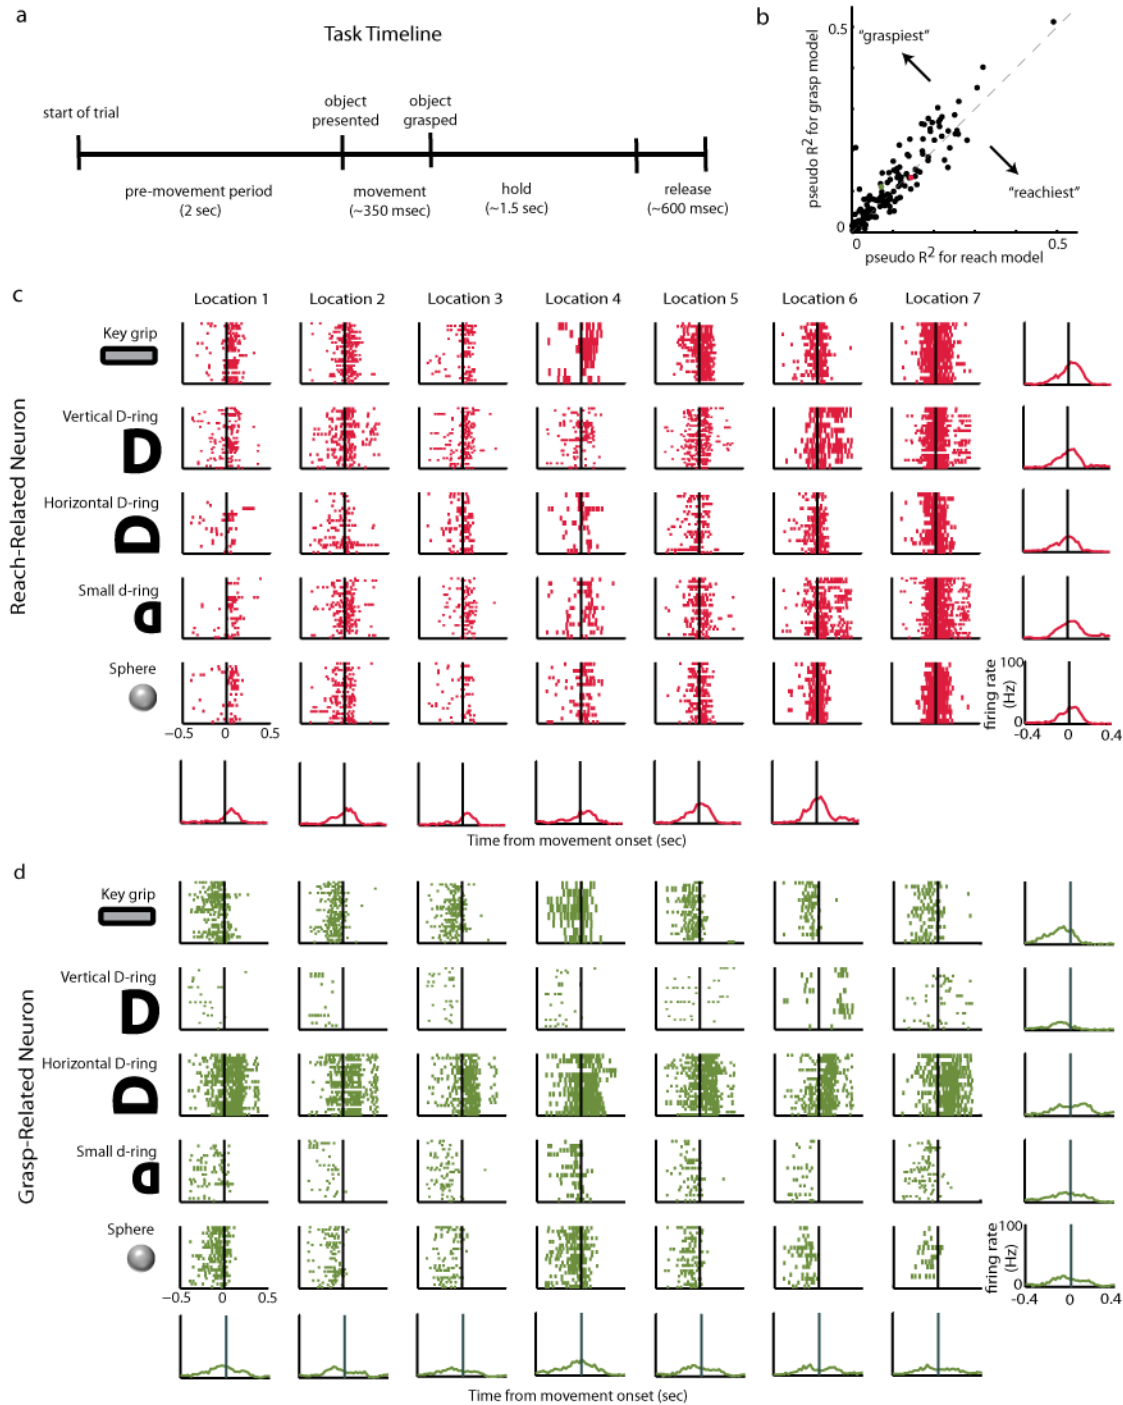 a
Task Timeline
start of trial
object
presented
object
grasped
pre-movement period
(2 sec)
movement
(~350 msec)
hold
(~1.5 sec)
release
(~600 msec)
b
pseudo R2 for grasp model
0.5
0
"graspiest"
"reachiest"
0
0.5
pseudo R2 for reach model
c
Location 1
Location 2
Location 3
Location 4
Location 5
Location 6
Location 7
Reach-Related Neuron
Key grip
Vertical D-ring
Horizontal D-ring
Small d-ring
Sphere
−0.5
0
0.5
firing rate
(Hz)
100
0
-0.4
0
0.4
Time from movement onset (sec)
d
Grasp-Related Neuron
Key grip
Vertical D-ring
Horizontal D-ring
Small d-ring
Sphere
−0.5
0
0.5
firing rate
(Hz)
100
0
-0.4
0
0.4
Time from movement onset (sec)